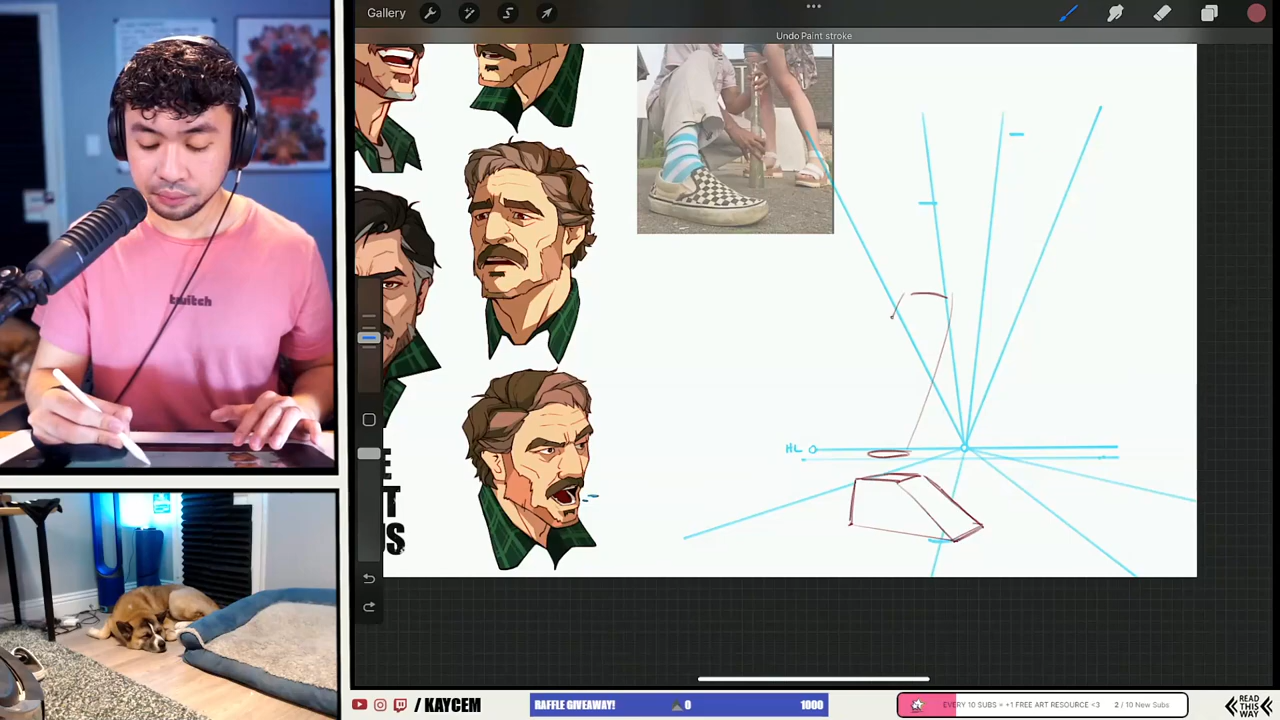 Gallery
Undo Paint stroke
twitch
HL
E
T
S
/ KAYCEM
RAFFLE GIVEAWAY!
0
1000
EVERY 10 SUBS = +1 FREE ART RESOURCE <3
2 / 10 New Subs
READ
THIS
WAY